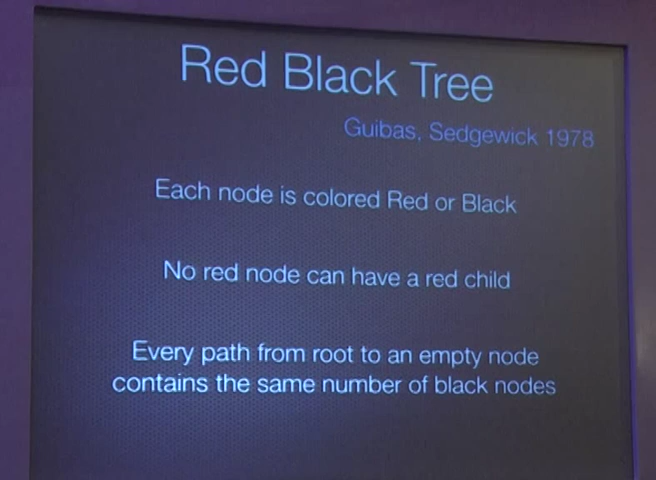 Red Black Tree
Guibas, Sedgewick 1978
Each node is colored Red or Black
No red node can have a red child
Every path from root to an empty node
contains the same number of black nodes